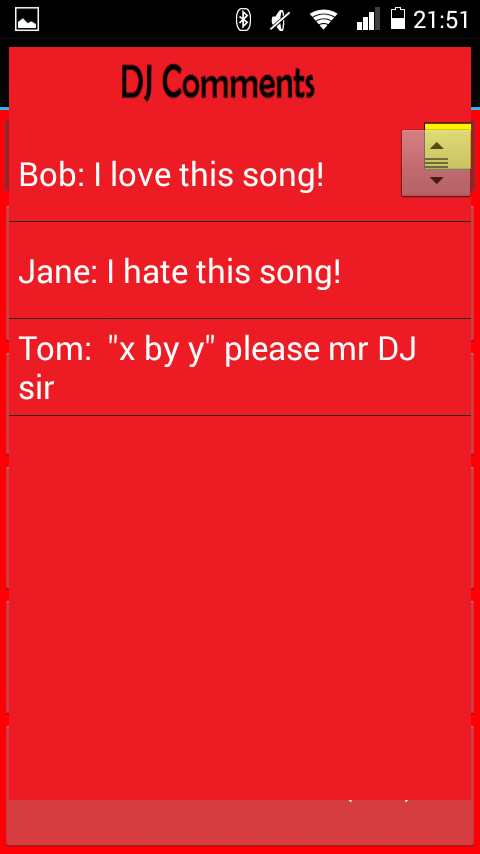 21:51
DJ Comments
Bob: I love this song!
Jane: I hate this song!
Tom:  "x by y" please mr DJ
sir